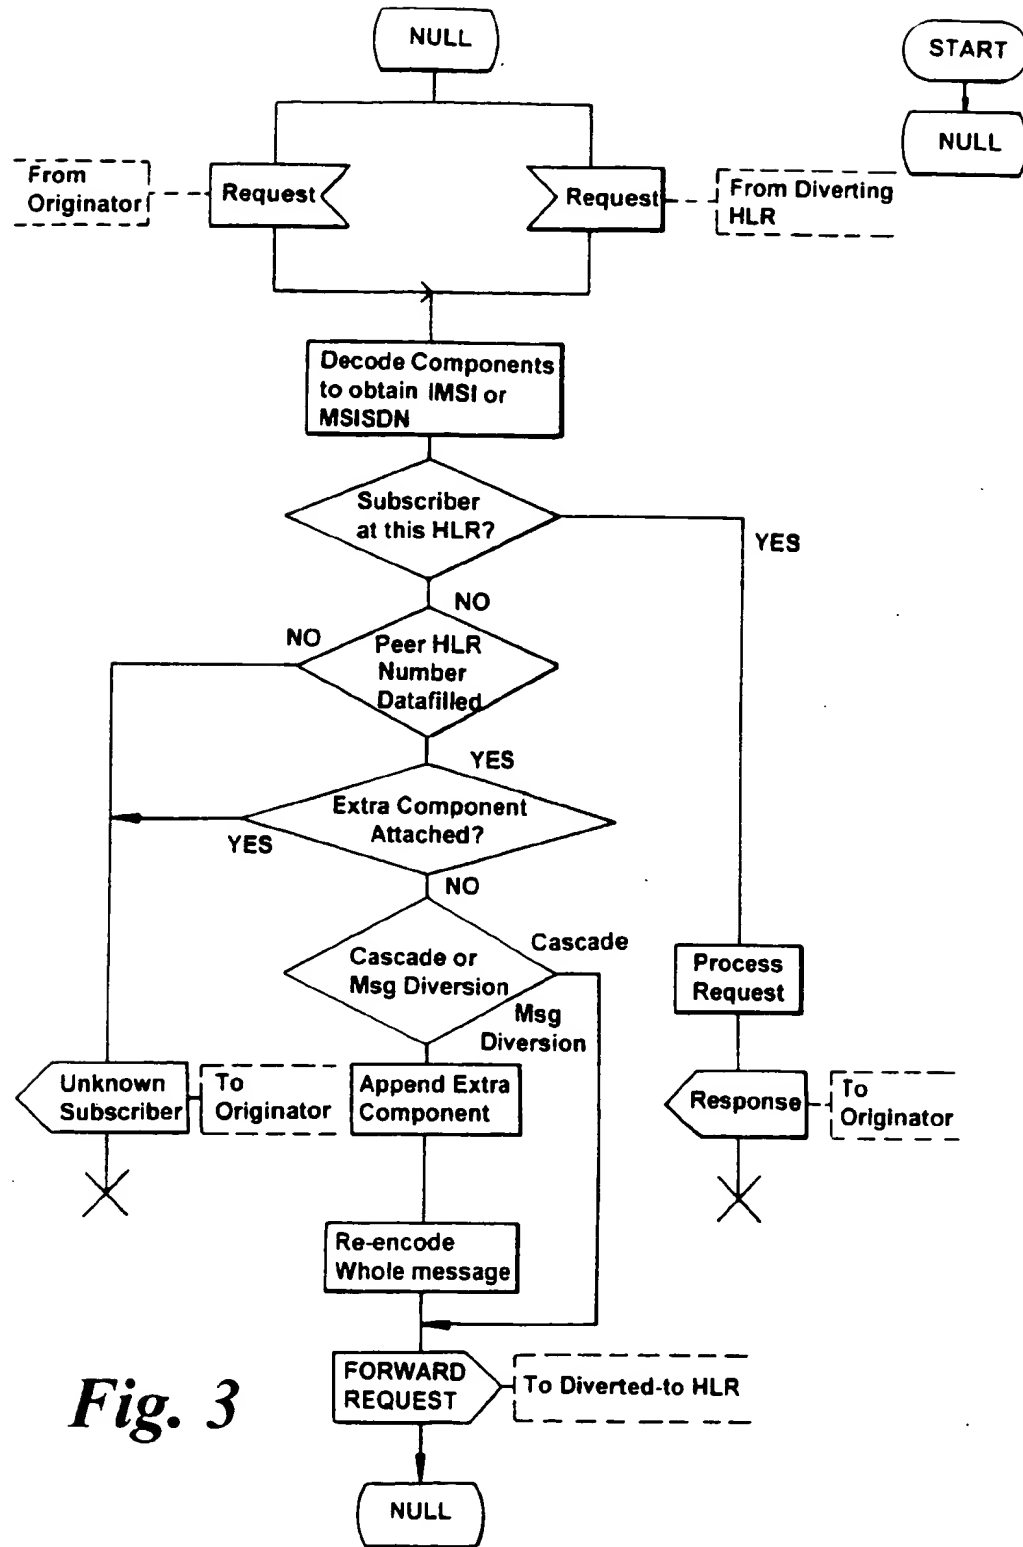 NULL
START
NULL
From
Originator
Request
Request
From Diverting
HLR
Decode Components
to obtain IMSI or
MSISDN
Subscriber
at this HLR?
YES
NO
NO
Peer HLR
Number
Datafilled
YES
Extra Component
Attached?
YES
NO
Cascade
Cascade or
Msg Diversion
Msg
Diversion
Process
Request
Unknown
Subscriber
To
Originator
Append Extra
Component
Response
To
Originator
Re-encode
Whole message
FORWARD
REQUEST
To Diverted-to HLR
Fig. 3
NULL